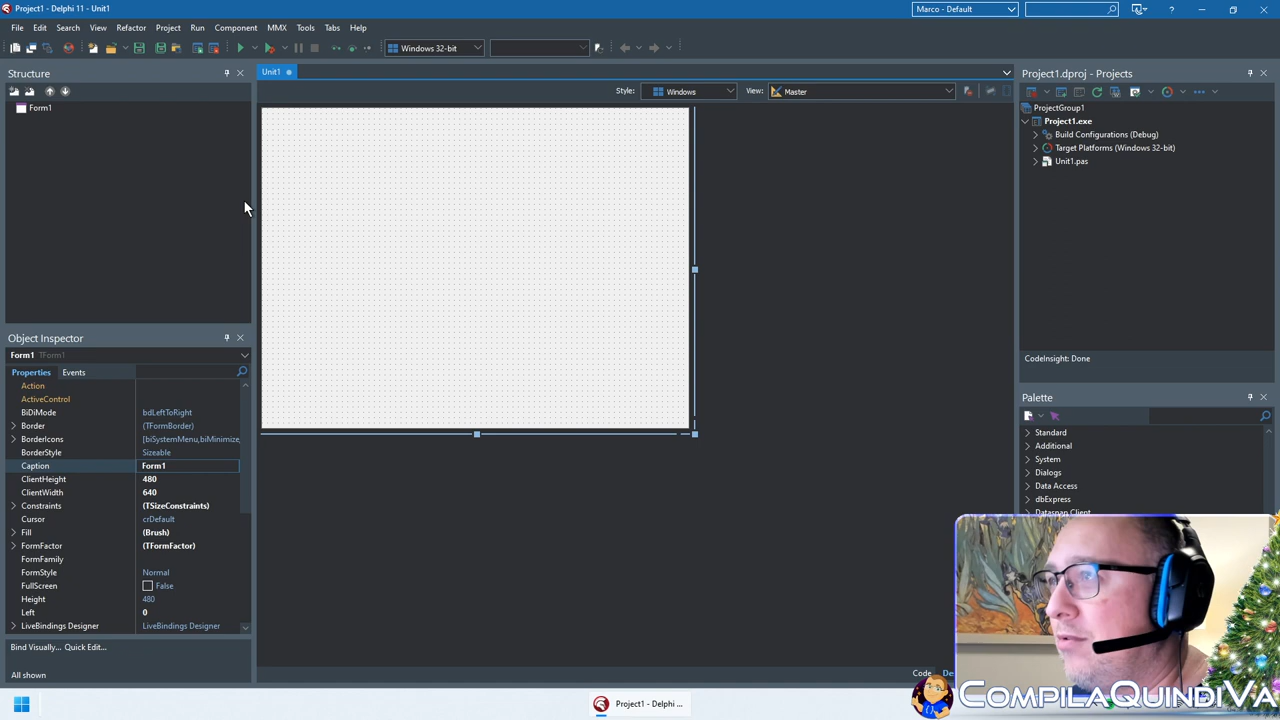 Project1 - Delphi 11 - Unit1
Marco - Default
File Edit Search View Refactor Project Run Component MMX Tools Tabs Help
Windows 32-bit
Structure
Unit1
Project1.dproj - Projects
Style: Windows View: Master
Form1
ProjectGroup1
Project1.exe
Build Configurations (Debug)
Target Platforms (Windows 32-bit)
Unit1.pas
Object Inspector
Form1 TForm1
Properties Events
Action
ActiveControl
BiDiMode bdLeftToRight
Border (TFormBorder)
BorderIcons [biSystemMenu,biMinimize,
BorderStyle Sizeable
Caption Form1
ClientHeight 480
ClientWidth 640
Constraints (TSizeConstraints)
Cursor crDefault
Fill (Brush)
FormFactor (TFormFactor)
FormFamily
FormStyle Normal
FullScreen False
Height 480
Left 0
LiveBindings Designer LiveBindings Designer
Bind Visually... Quick Edit...
All shown
CodeInsight: Done
Palette
Standard
Additional
System
Dialogs
Data Access
dbExpress
Datasnap Client
Code De
Project1 - Delphi ...
COMPILAQUINDIVA